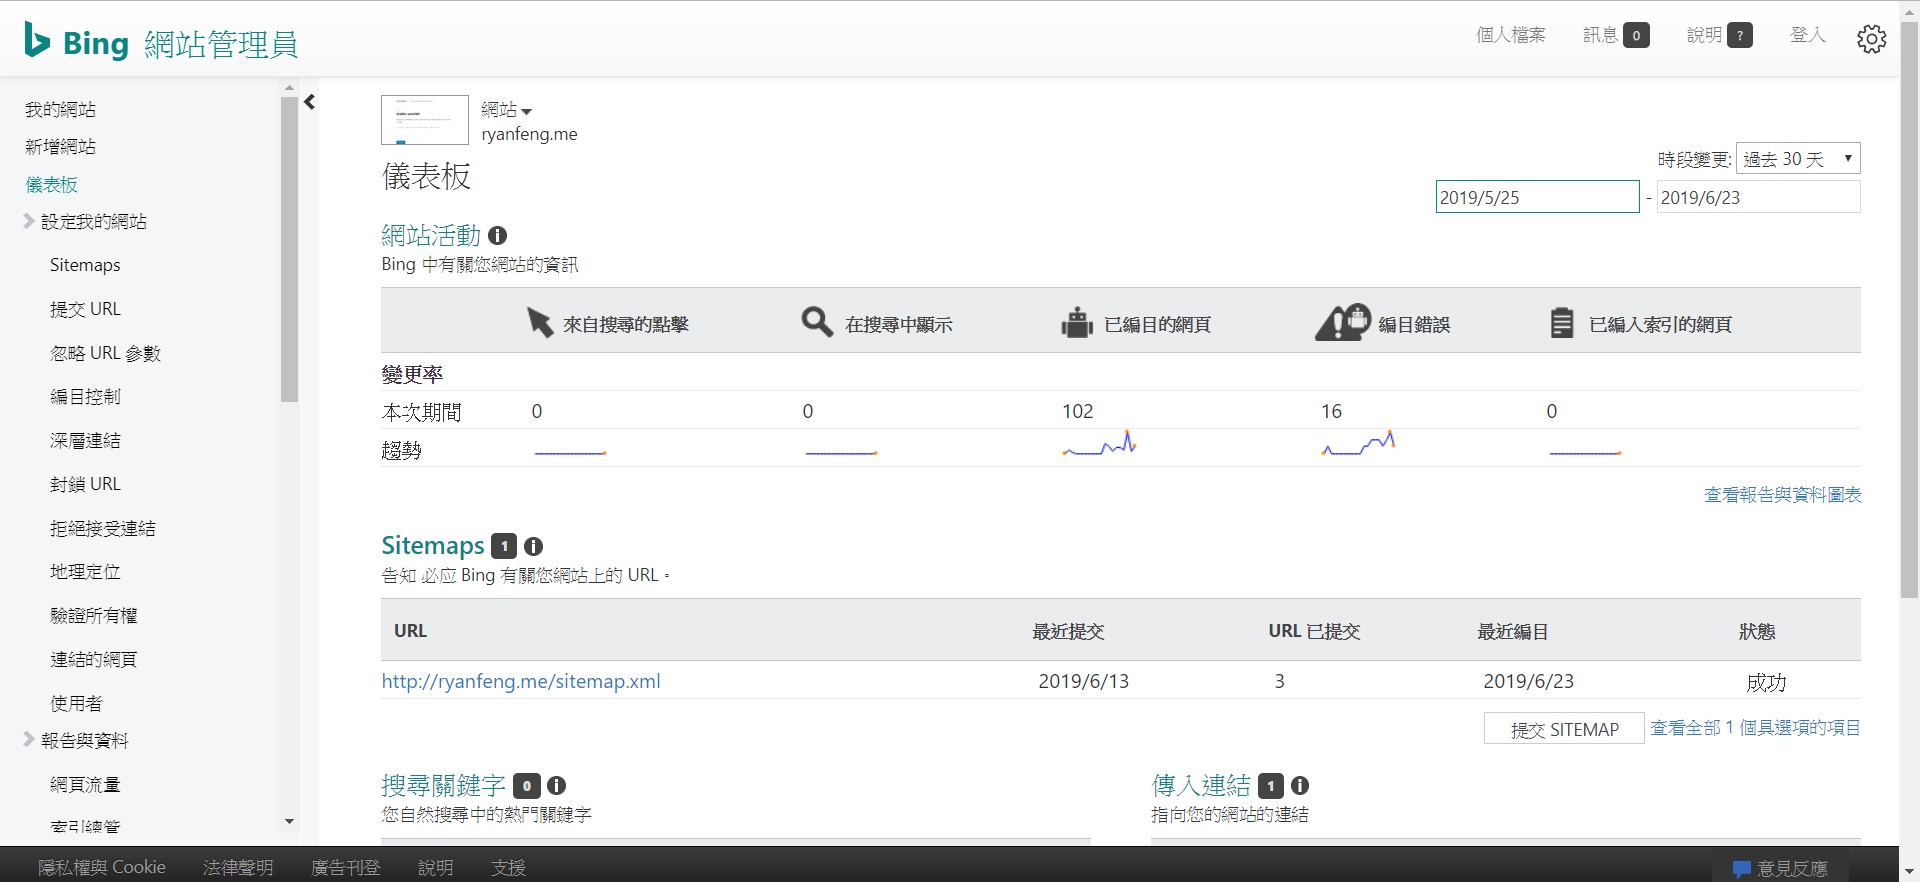 Bing 網站管理員
個人檔案 訊息 0 說明 ? 登入
我的網站
新增網站
儀表板
設定我的網站
Sitemaps
提交 URL
忽略 URL 參數
編目控制
深層連結
封鎖 URL
拒絕接受連結
地理定位
驗證所有權
連結的網頁
使用者
報告與資料
網頁流量
索引總管
網站
ryanfeng.me
儀表板
時段變更: 過去 30 天
2019/5/25 - 2019/6/23
網站活動
Bing 中有關您網站的資訊
來自搜尋的點擊 在搜尋中顯示 已編目的網頁 編目錯誤 已編入索引的網頁
變更率
本次期間 0 0 102 16 0
趨勢
查看報告與資料圖表
Sitemaps 1
告知 必应 Bing 有關您網站上的 URL。
URL 最近提交 URL 已提交 最近編目 狀態
http://ryanfeng.me/sitemap.xml 2019/6/13 3 2019/6/23 成功
提交 SITEMAP 查看全部 1 個具選項的項目
搜尋關鍵字 0
您自然搜尋中的熱門關鍵字
傳入連結 1
指向您的網站的連結
隱私權與 Cookie 法律聲明 廣告刊登 說明 支援 意見反應